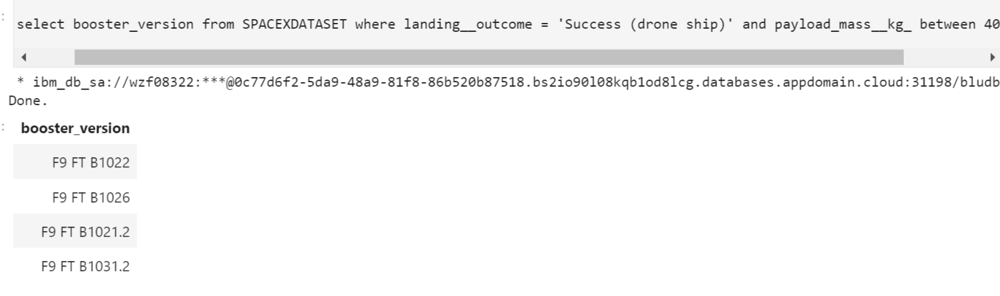 select booster_version from SPACEXDATASET where landing__outcome = 'Success (drone ship)' and payload_mass__kg_ between 40
* ibm_db_sa://wzf08322:***@0c77d6f2-5da9-48a9-81f8-86b520b87518.bs2io90l08kqb1od8lcg.databases.appdomain.cloud:31198/bludb
Done.
booster_version
F9 FT B1022
F9 FT B1026
F9 FT B1021.2
F9 FT B1031.2